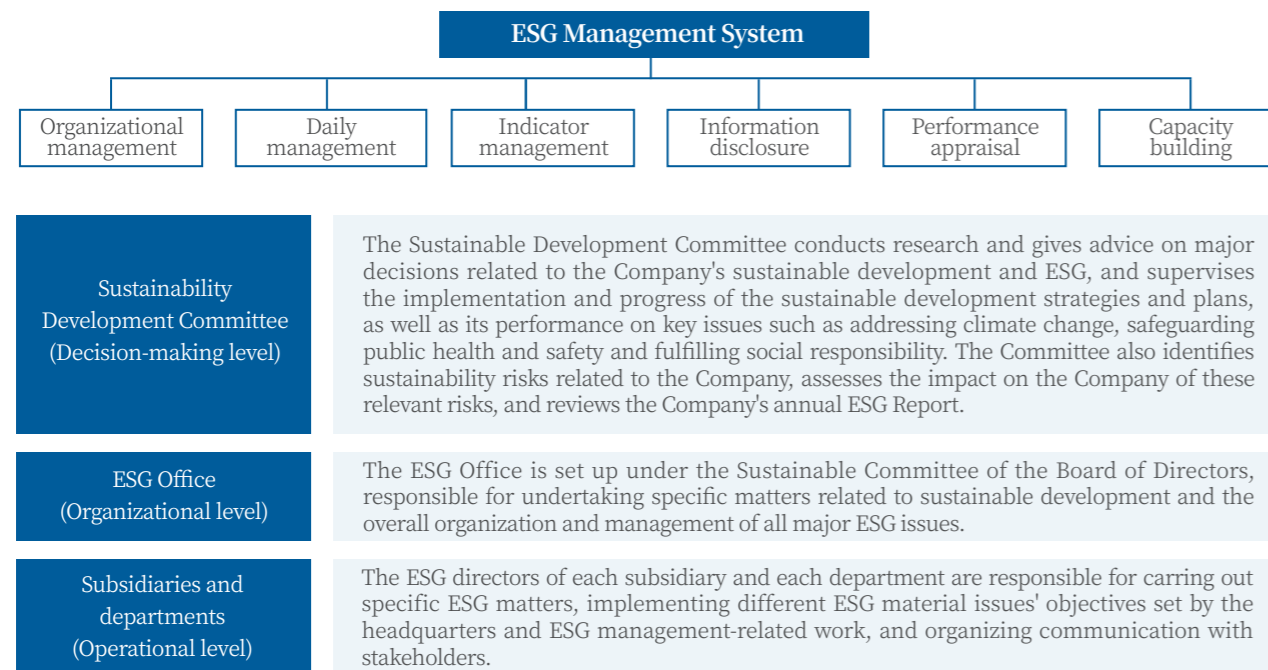 ESG Management System
Organizational
management
Daily
management
Indicator
management
Information
disclosure
Performance
appraisal
Capacity
building
Sustainability
Development Committee
(Decision-making level)
The Sustainable Development Committee conducts research and gives advice on major
decisions related to the Company's sustainable development and ESG, and supervises
the implementation and progress of the sustainable development strategies and plans,
as well as its performance on key issues such as addressing climate change, safeguarding
public health and safety and fulfilling social responsibility. The Committee also identifies
sustainability risks related to the Company, assesses the impact on the Company of these
relevant risks, and reviews the Company's annual ESG Report.
ESG Office
(Organizational level)
The ESG Office is set up under the Sustainable Committee of the Board of Directors,
responsible for undertaking specific matters related to sustainable development and the
overall organization and management of all major ESG issues.
Subsidiaries and
departments
(Operational level)
The ESG directors of each subsidiary and each department are responsible for carring out
specific ESG matters, implementing different ESG material issues' objectives set by the
headquarters and ESG management-related work, and organizing communication with
stakeholders.